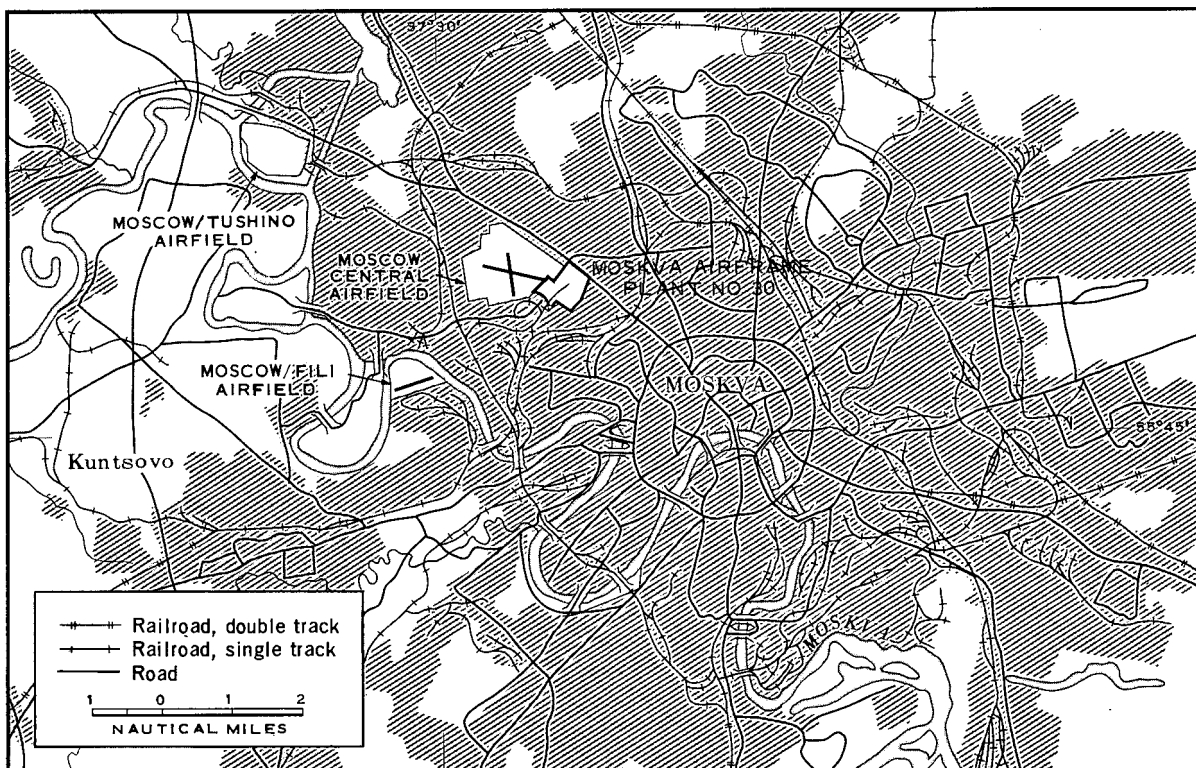 37°30'
MOSCOW/TUSHINO
AIRFIELD
MOSCOW
CENTRAL
AIRFIELD
MOSKVA AIRFRAME
PLANT NO 30
MOSCOW/FILI
AIRFIELD
MOSKVA
55°45'
Kuntsovo
MOSKVA
Railroad, double track
Railroad, single track
Road
1 0 1 2
NAUTICAL MILES